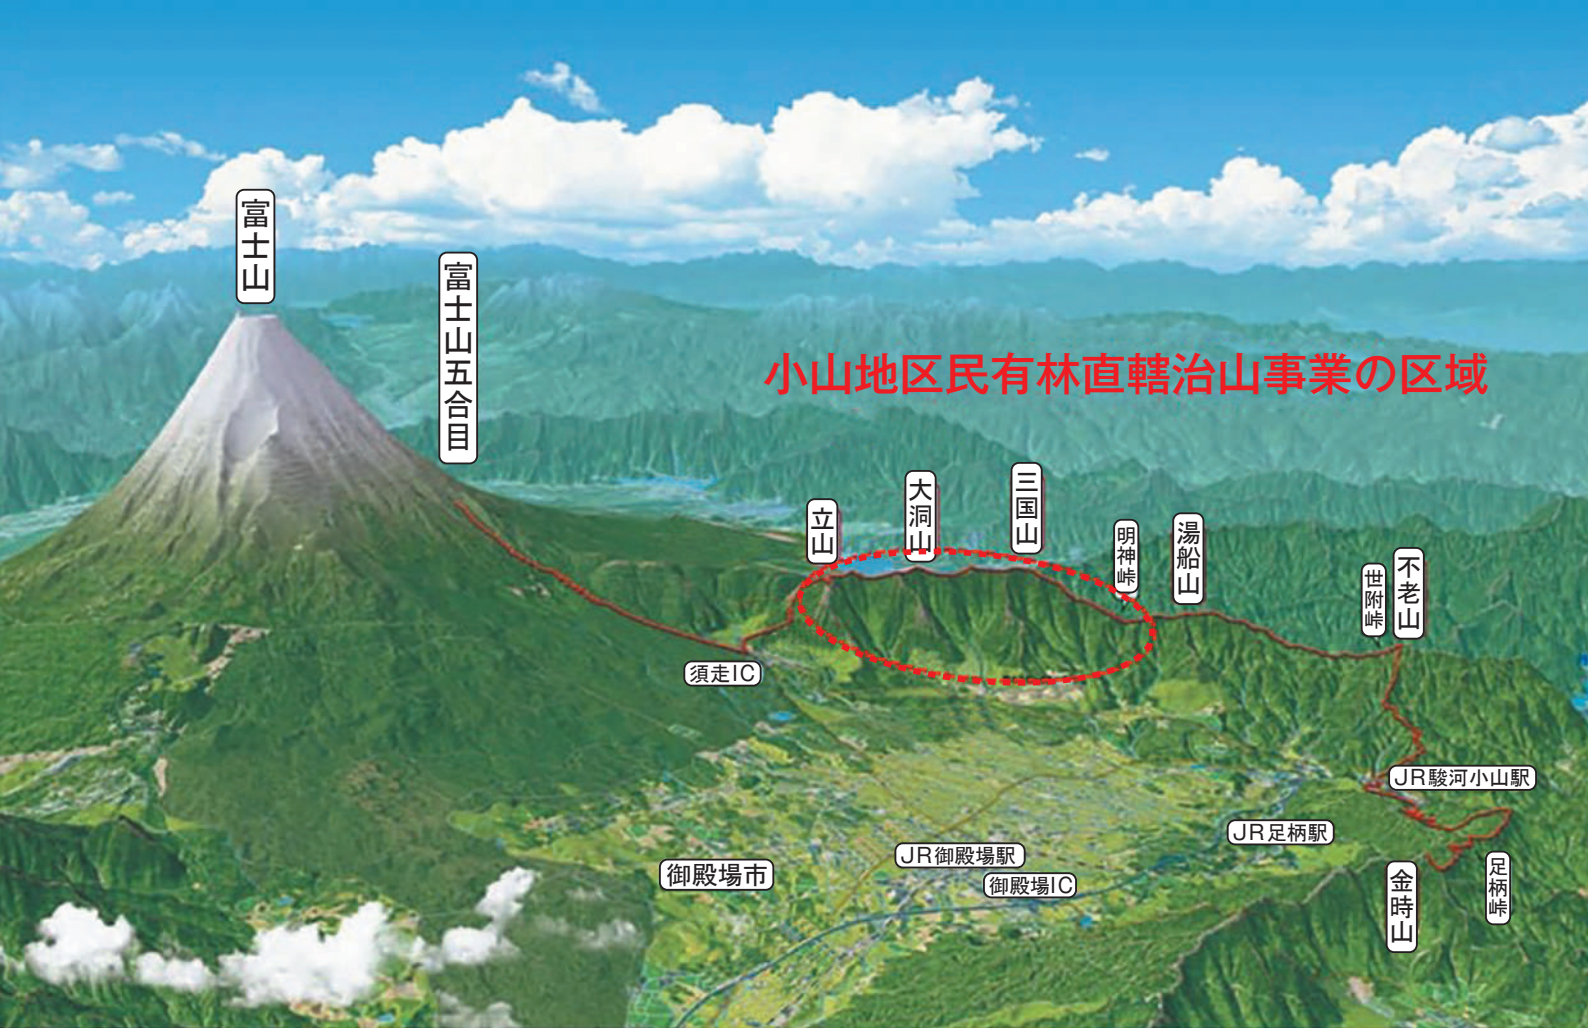 富士山
富士山五合目
小山地区民有林直轄治山事業の区域
立山
大洞山
三国山
明神峠
湯船山
世附峠
不老山
須走IC
JR駿河小山駅
JR足柄駅
JR御殿場駅
御殿場市
御殿場IC
金時山
足柄峠